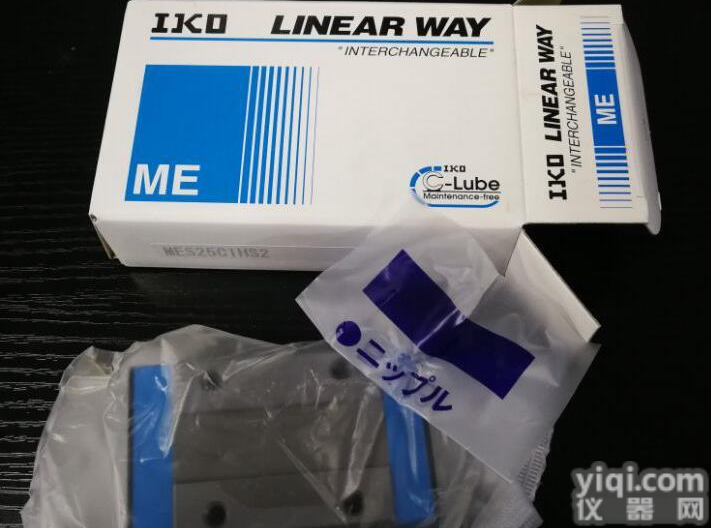 IKO LINEAR WAY
"INTERCHANGEABLE"
ME
IKO
C-Lube
Maintenance-free
MES25C1HS2
IKO LINEAR WAY
"INTERCHANGEABLE"
ME
ニップル
yiqi.com
仪器网